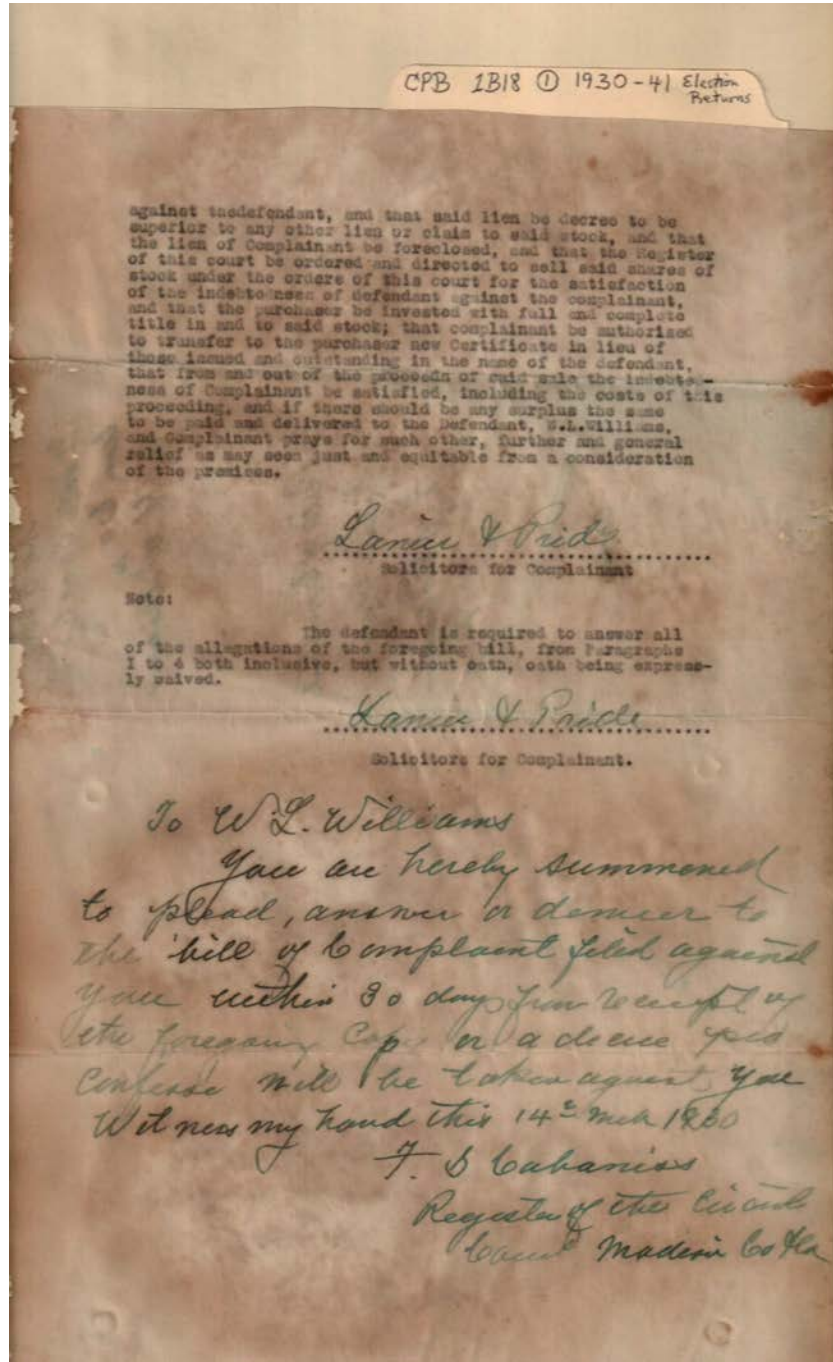 CPB 1B18 ① 1930-41 Election
Returns
against thedefendant, and that said lien be decree to be
superior to any other lien or claim to said stock, and that
the lien of Complainant be foreclosed, and that the Register
of this court be ordered and directed to sell said shares of
stock under the orders of this court for the satisfaction
of the indebtedness of defendant against the complainant,
and that the purchaser be invested with full and complete
title in and to said stock; that complainant be authorized
to transfer to the purchaser new Certificate in lieu of
those issued and outstanding in the name of the defendant,
that from and out of the proceeds of said sale the indebted-
ness of Complainant be satisfied, including the costs of this
proceeding, and if there should be any surplus the same
to be paid and delivered to the Defendant, W.L.Williams,
and Complainant prays for such other, further and general
relief as may seem just and equitable from a consideration
of the premises.
Lanier & Pride
Solicitors for Complainant
Note:
The defendant is required to answer all
of the allegations of the foregoing bill, from Paragraphs
I to 4 both inclusive, but without oath, oath being express-
ly waived.
Lanier & Pride
Solicitors for Complainant.
To W. L. Williams
You are hereby summoned
to plead, answer or demur to
the bill of Complaint filed against
you within 30 days from receipt of
the foregoing Copy or a decree pro
Confesso will be taken against you
Witness my hand this 14th Mch 1930
T. D Cabaniss
Register of the Circuit
Court Madison Co Ala